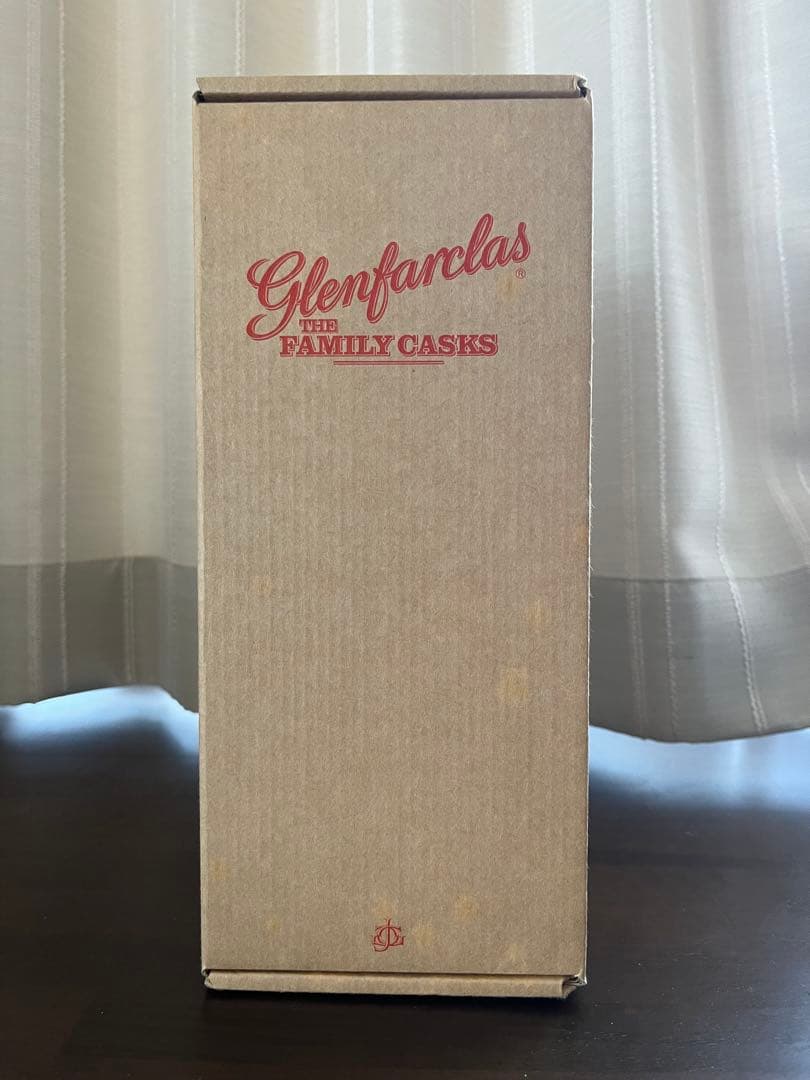 Glenfarclas®
THE
FAMILY CASKS